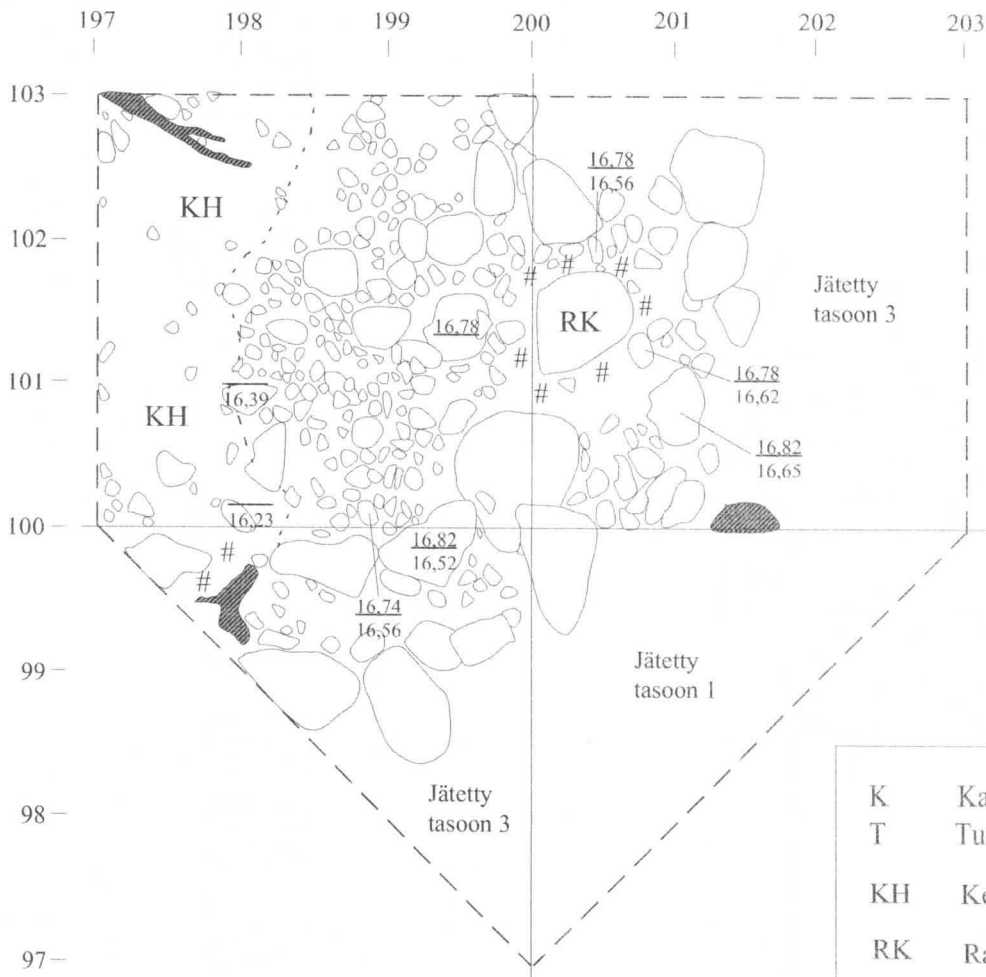 197 198 199 200 201 202 203
103
16,78
16,56
KH
102
#
#
#
Jätetty
tasoon 3
#
16,78
RK
#
#
101
16,78
16,62
16,39
#
KH
16,82
16,65
100
16,23
16,82
16,52
#
#
16,74
16,56
99
Jätetty
tasoon 1
98
Jätetty
tasoon 3
K
T
KH
RK
97